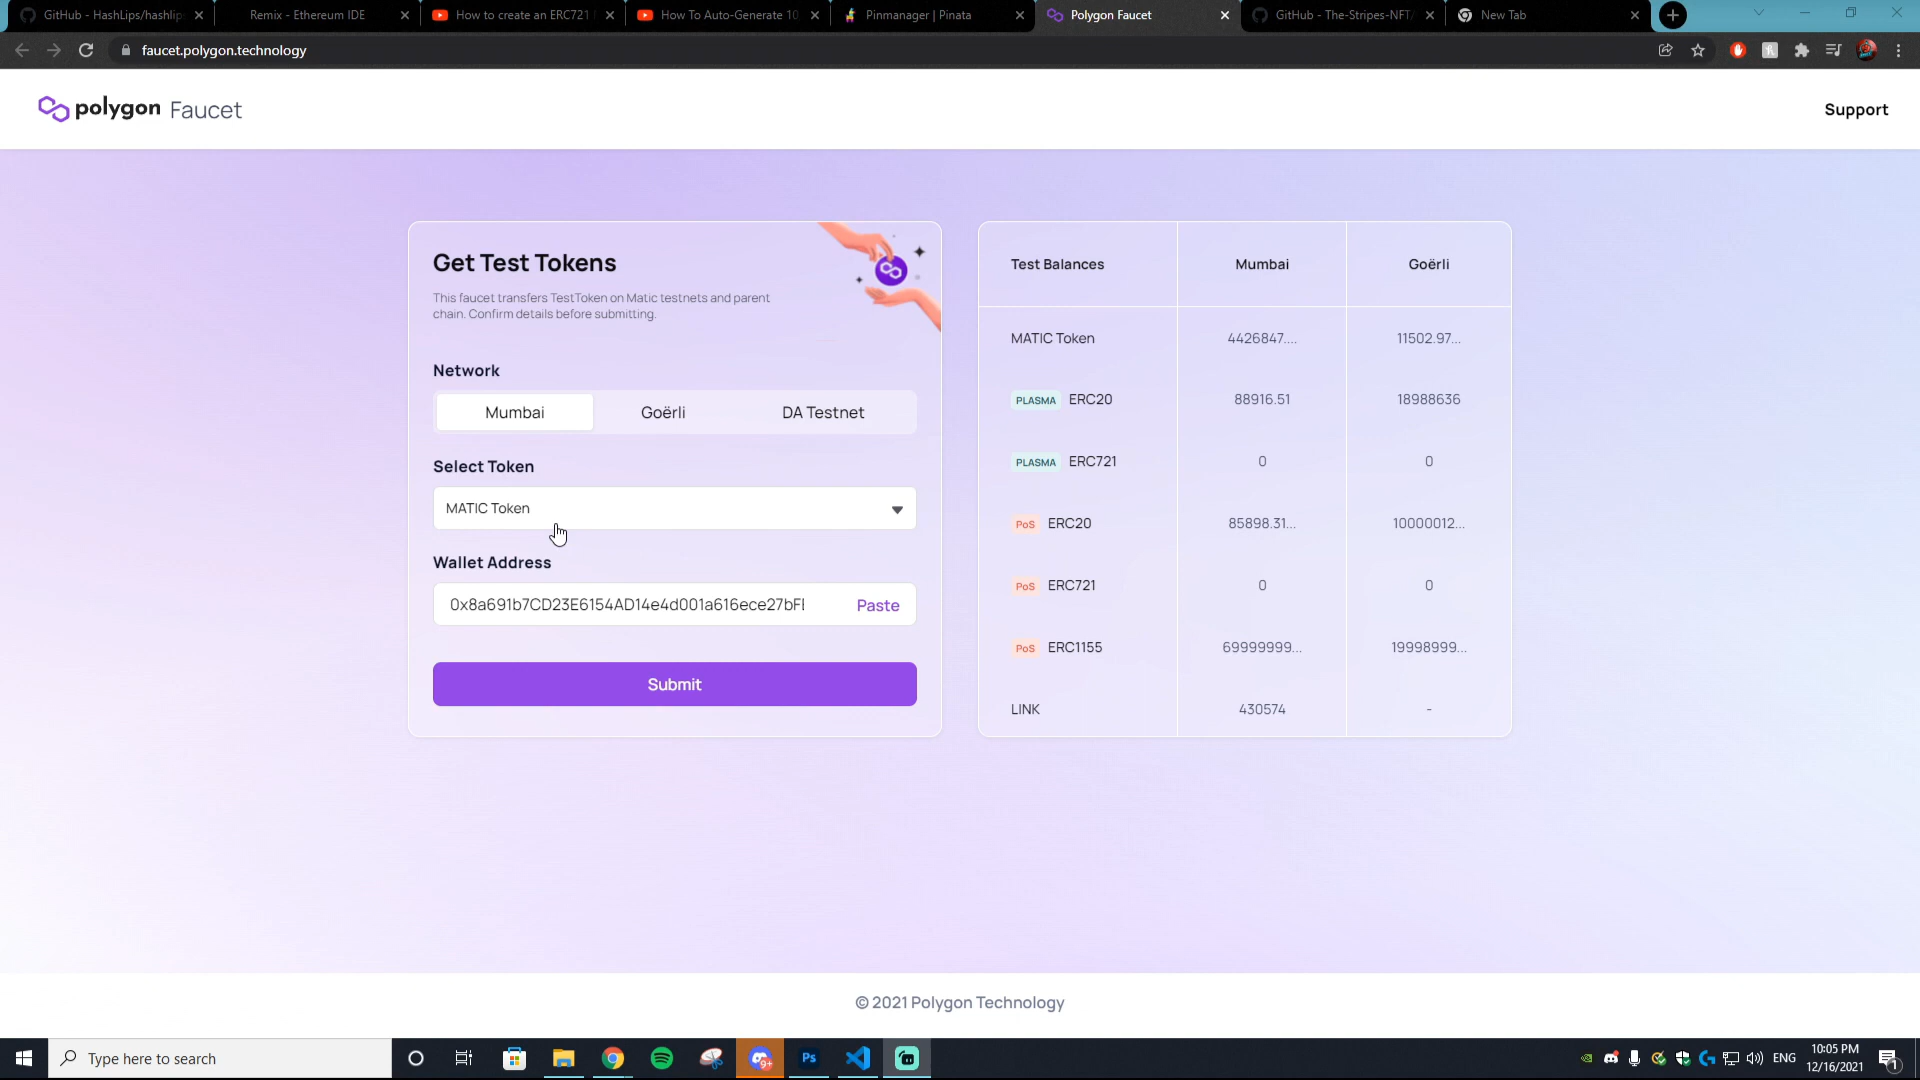 GitHub - HashLips/hashlips
Remix - Ethereum IDE
How to create an ERC721
How To Auto-Generate 10
Pinmanager | Pinata
Polygon Faucet
GitHub - The-Stripes-NFT/
New Tab
faucet.polygon.technology
polygon Faucet
Support
Get Test Tokens
This faucet transfers TestToken on Matic testnets and parent
chain. Confirm details before submitting.
Network
Mumbai Goërli DA Testnet
Select Token
MATIC Token
Wallet Address
0x8a691b7CD23E6154AD14e4d001a616ece27bF Paste
Submit
Test Balances Mumbai Goërli
MATIC Token 4426847.... 11502.97...
PLASMA ERC20 88916.51 18988636
PLASMA ERC721 0 0
PoS ERC20 85898.31... 10000012...
PoS ERC721 0 0
PoS ERC1155 69999999... 19998999...
LINK 430574 -
© 2021 Polygon Technology
Type here to search
9+
Ps
ENG
10:05 PM
12/16/2021
1